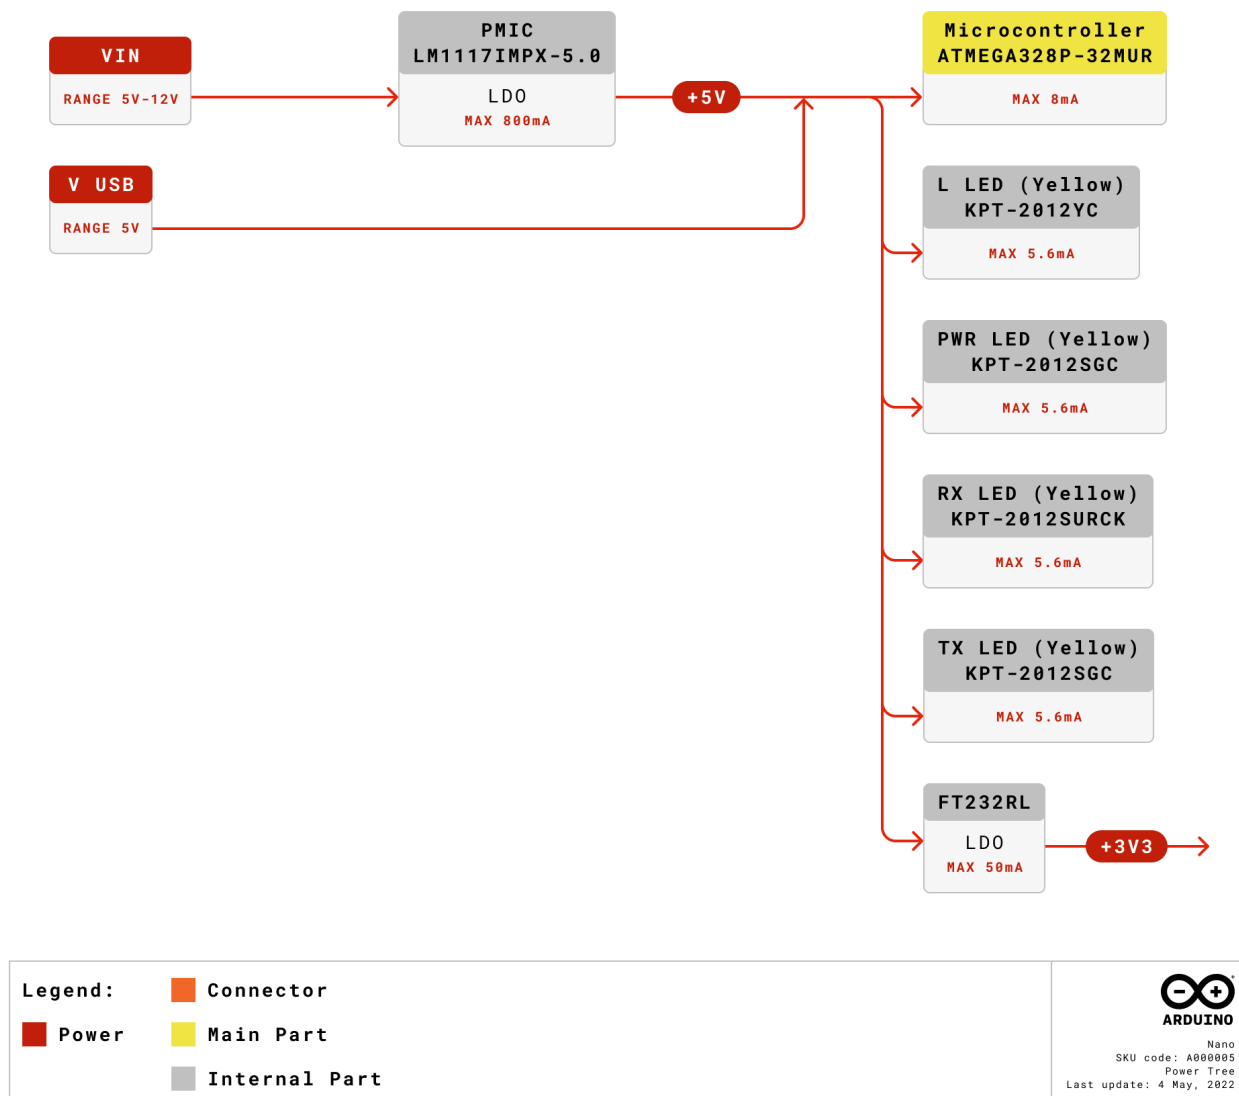 VIN
RANGE 5V-12V
PMIC
LM1117IMPX-5.0
LDO
MAX 800mA
+5V
Microcontroller
ATMEGA328P-32MUR
MAX 8mA
V USB
RANGE 5V
L LED (Yellow)
KPT-2012YC
MAX 5.6mA
PWR LED (Yellow)
KPT-2012SGC
MAX 5.6mA
RX LED (Yellow)
KPT-2012SURCK
MAX 5.6mA
TX LED (Yellow)
KPT-2012SGC
MAX 5.6mA
FT232RL
LDO
MAX 50mA
+3V3
Legend:
Power
Connector
Main Part
Internal Part
ARDUINO
Nano
SKU code: A000005
Power Tree
Last update: 4 May, 2022